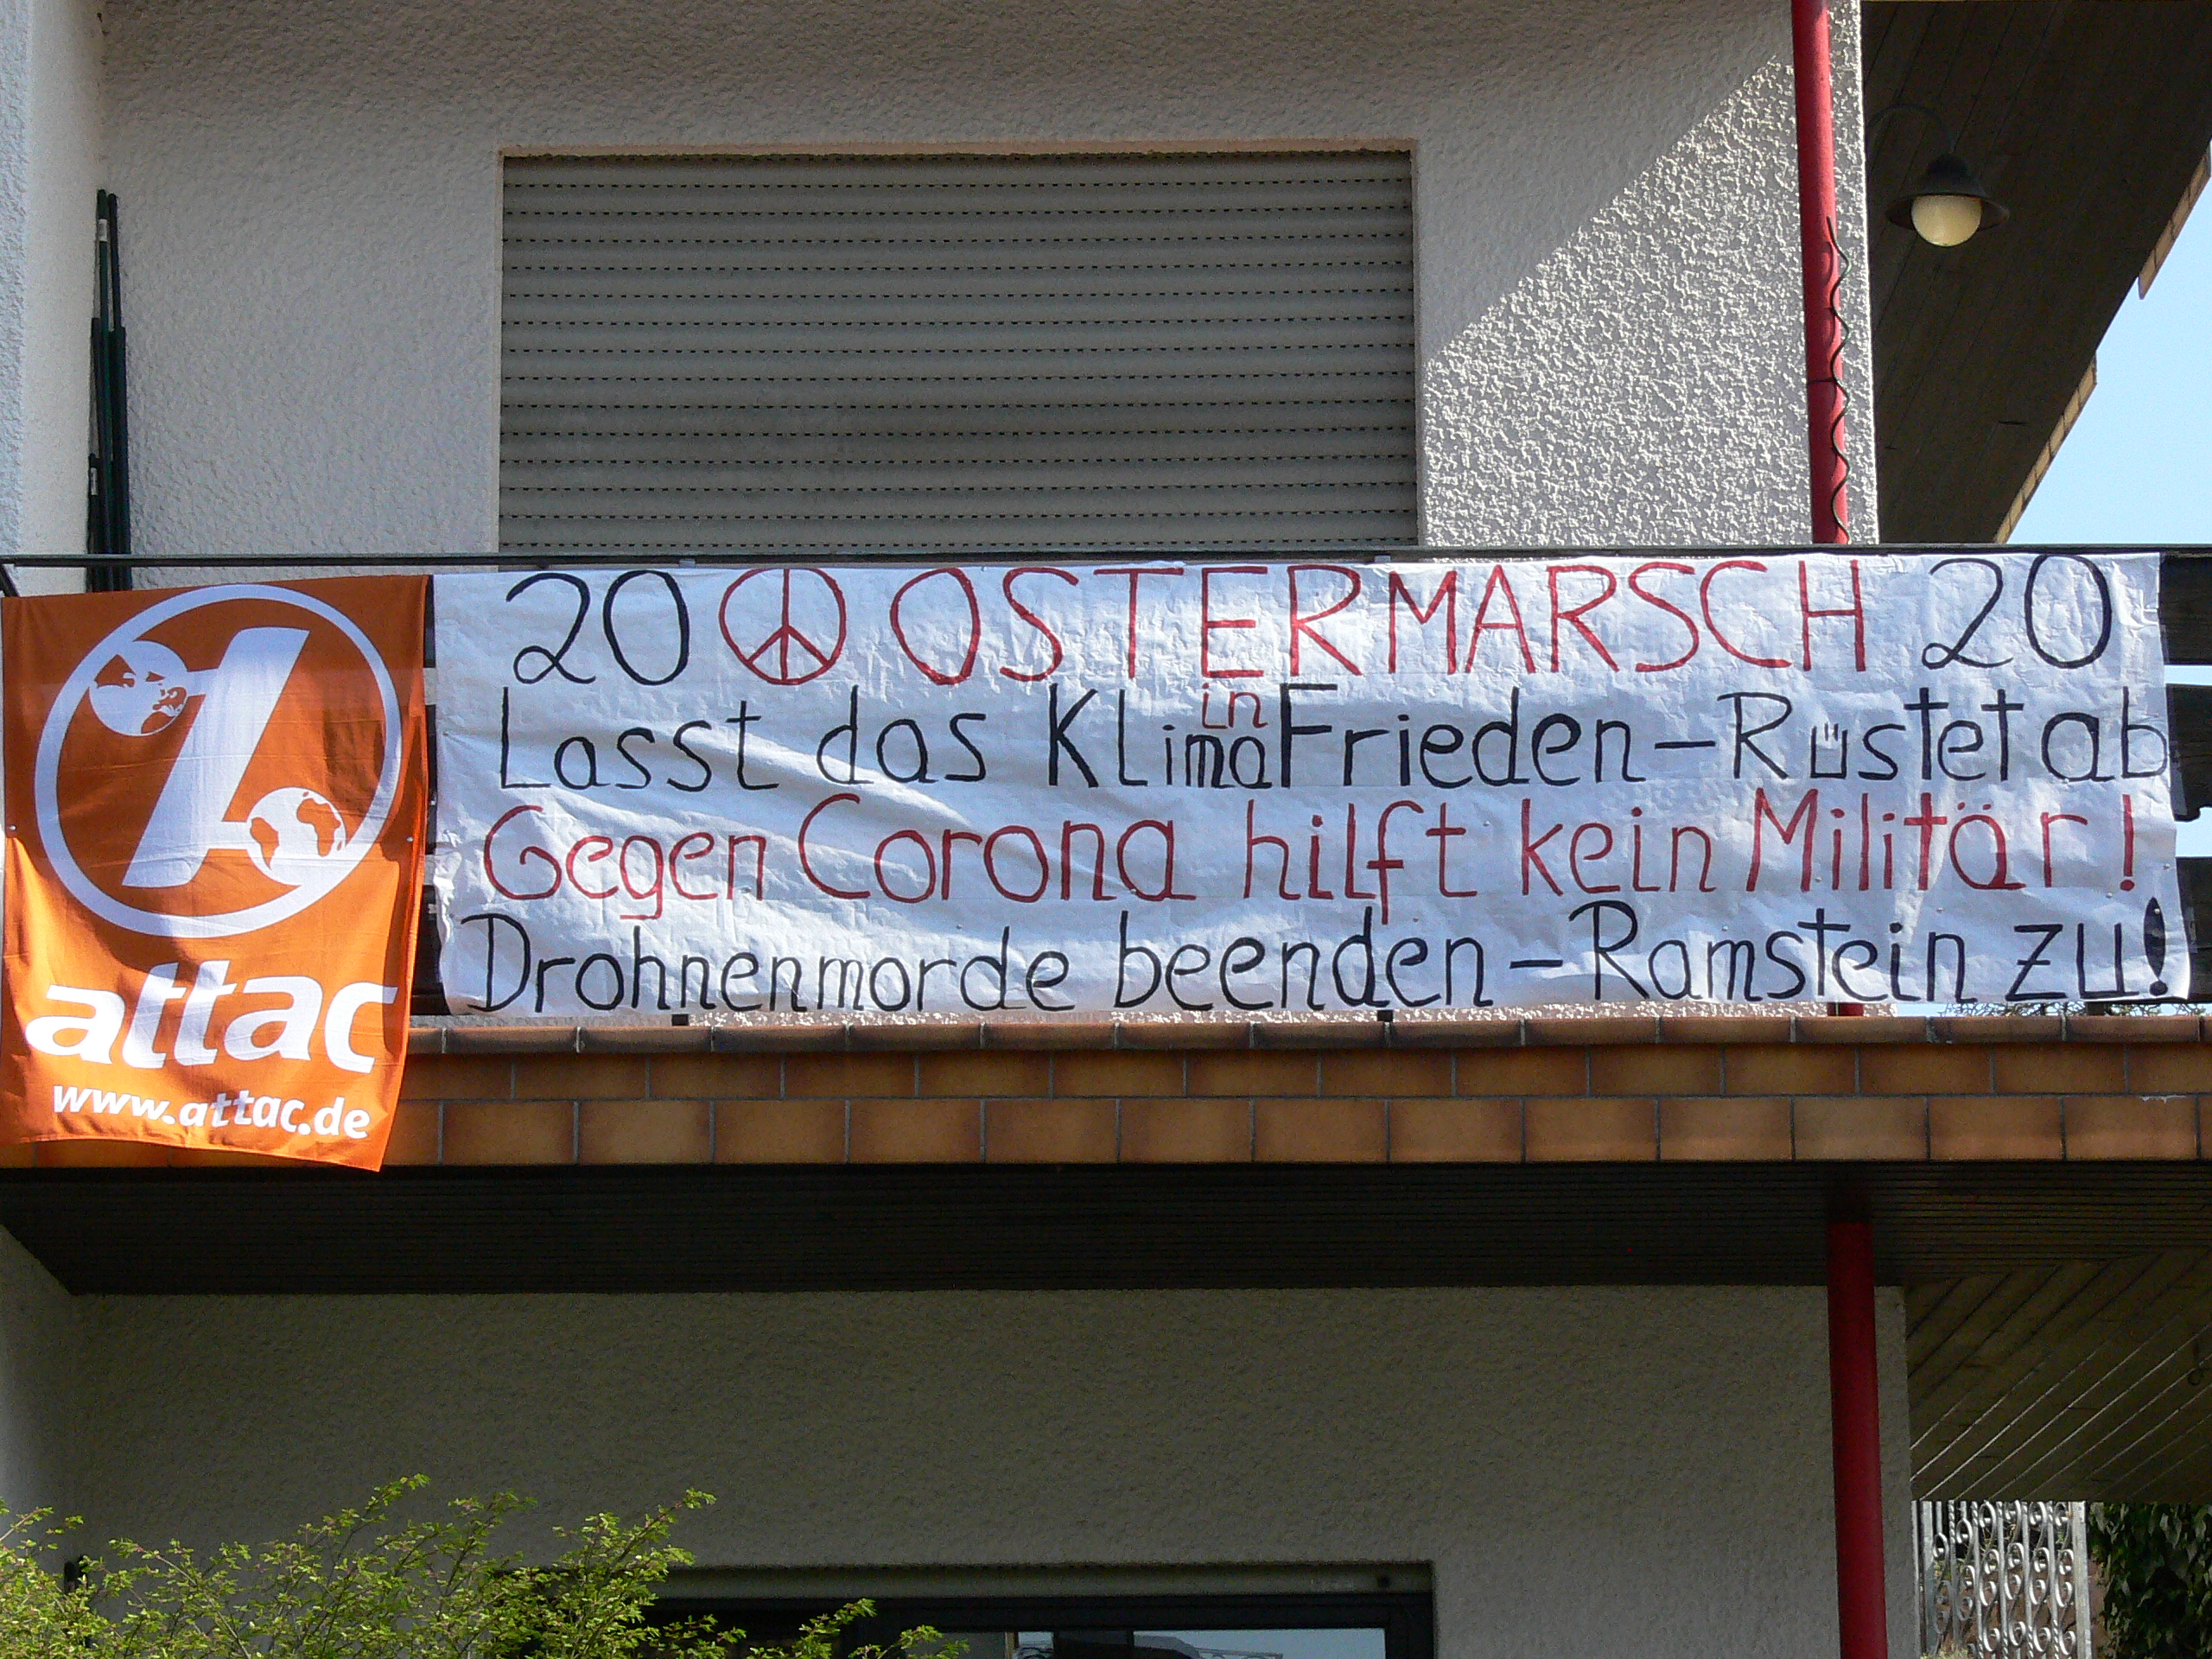 20 OSTERMARSCH 20
Lasst das Klima in Frieden – Rüstet ab
Gegen Corona hilft kein Militär!
Drohnenmorde beenden – Ramstein zu!
attac
www.attac.de